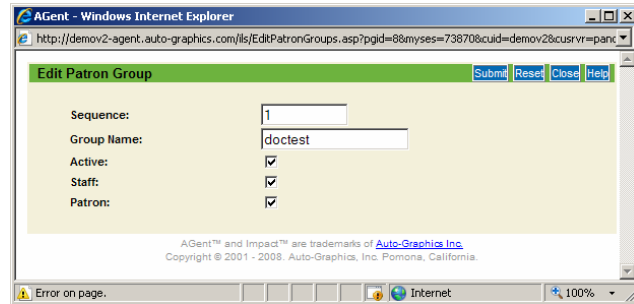 AGent - Windows Internet Explorer
http://demov2-agent.auto-graphics.com/ils/EditPatronGroups.asp?pgid=8&myses=73870&cuid=demov2&cusrvr=panc
Edit Patron Group Submit Reset Close Help
Sequence: 1
Group Name: doctest
Active:
Staff:
Patron:
AGent™ and Impact™ are trademarks of Auto-Graphics Inc.
Copyright © 2001 - 2008. Auto-Graphics, Inc. Pomona, California.
Error on page. Internet 100%